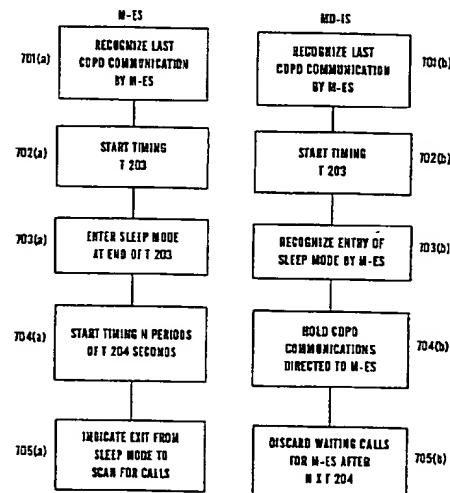 M-ES
701(a)
RECOGNIZE LAST
CDPD COMMUNICATION
BY M-ES
702(a)
START TIMING
T 203
703(a)
ENTER SLEEP MODE
AT END OF T 203
704(a)
START TIMING N PERIODS
OF T 204 SECONDS
705(a)
INDICATE EXIT FROM
SLEEP MODE TO
SCAN FOR CALLS
MD-IS
RECOGNIZE LAST
CDPD COMMUNICATION
BY M-ES
701(b)
START TIMING
T 203
702(b)
RECOGNIZE ENTRY OF
SLEEP MODE BY M-ES
703(b)
HOLD CDPD
COMMUNICATIONS
DIRECTED TO M-ES
704(b)
DISCARD WAITING CALLS
FOR M-ES AFTER
N X T 204
705(b)